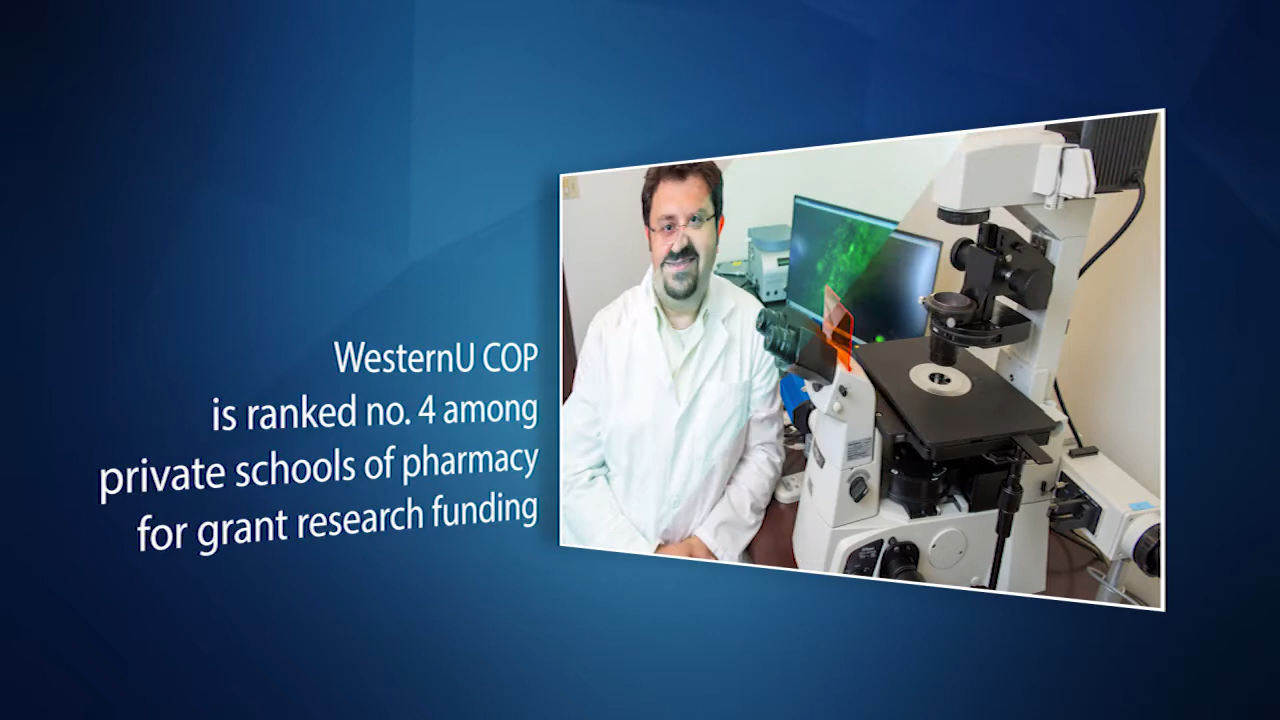 WesternU COP
is ranked no. 4 among
private schools of pharmacy
for grant research funding